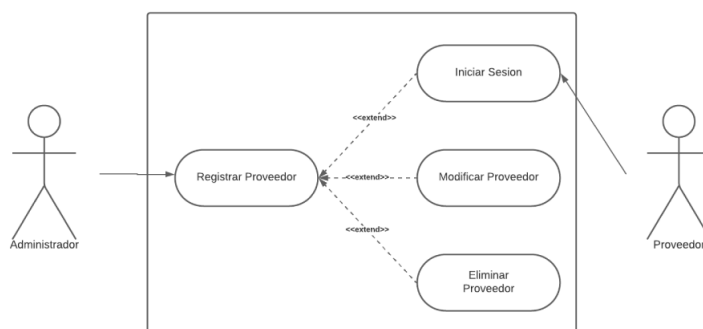 Iniciar Sesion
<<extend>>
Registrar Proveedor
<<extend>>
Modificar Proveedor
<<extend>>
Administrador
Proveedor
Eliminar
Proveedor